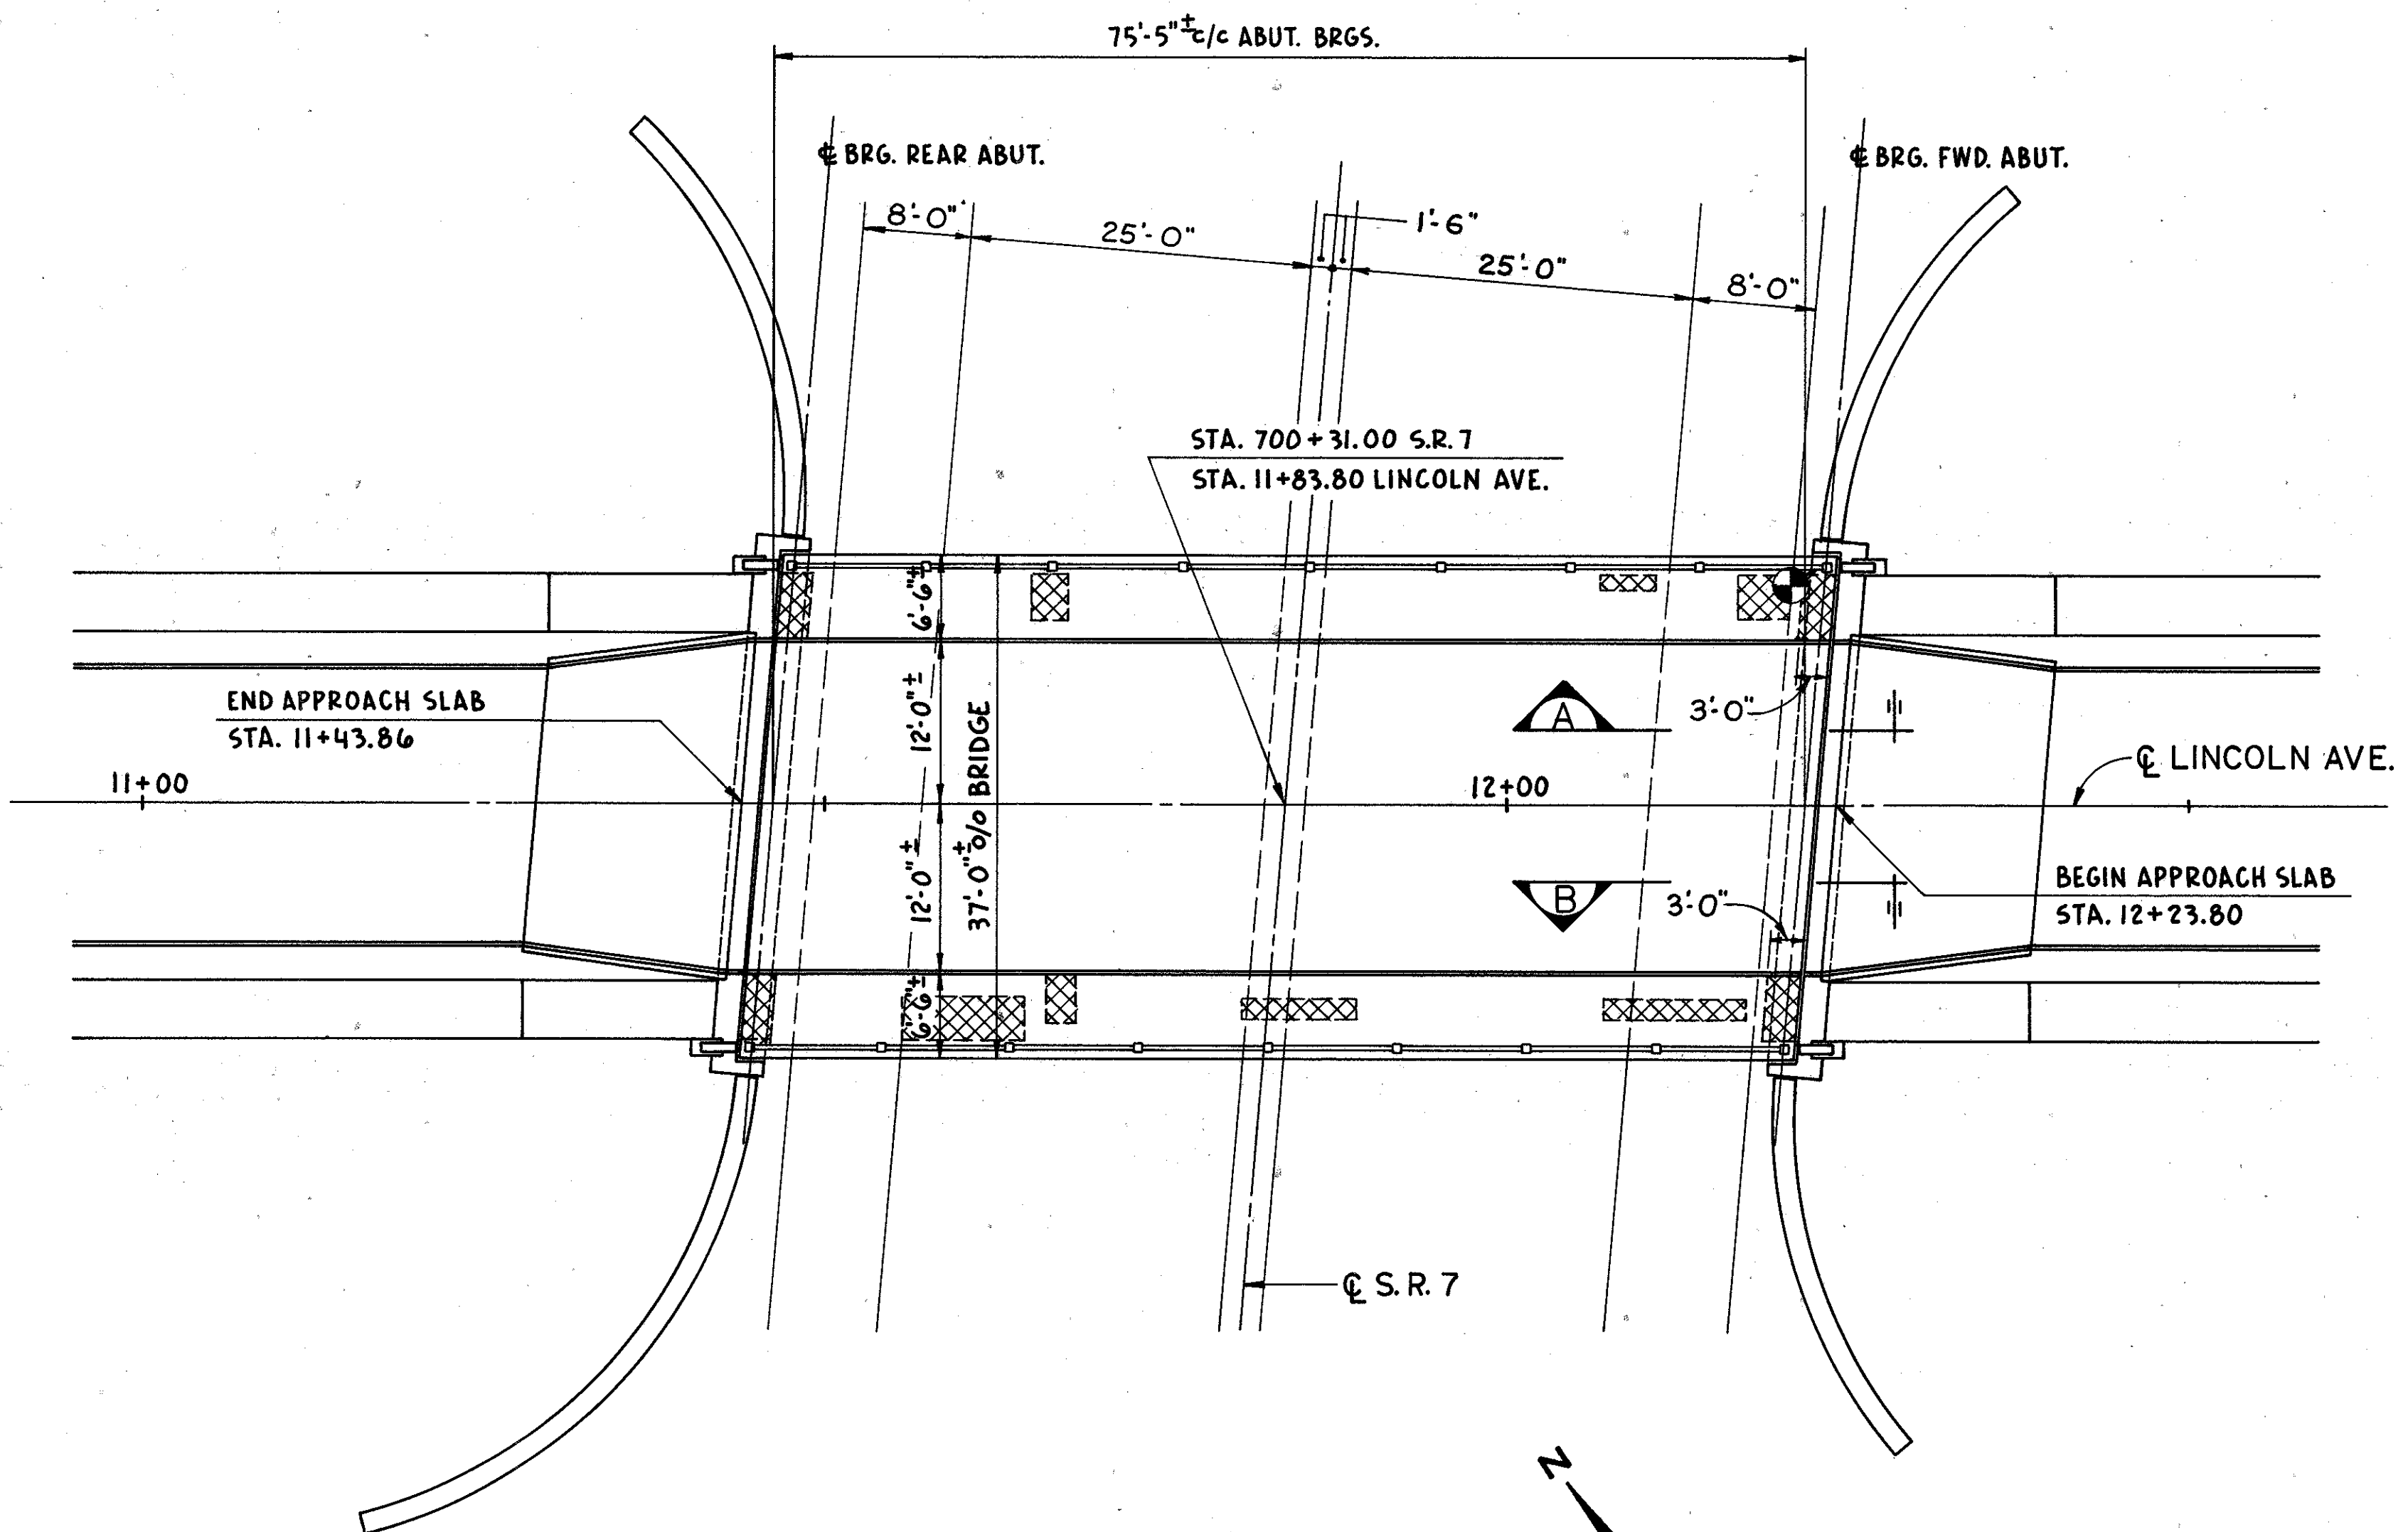 75'-5"± c/c ABUT. BRGS.
℄ BRG. REAR ABUT.
℄ BRG. FWD. ABUT.
8'-0"
25'-0"
1'-6"
25'-0"
8'-0"
STA. 700+31.00 S.R. 7
STA. 11+83.80 LINCOLN AVE.
6'-6"±
12'-0"±
37'-0"± O/O BRIDGE
12'-0"±
6'-6"±
END APPROACH SLAB
STA. 11+43.86
A
3'-0"
℄ LINCOLN AVE.
11+00
12+00
B
3'-0"
BEGIN APPROACH SLAB
STA. 12+23.80
℄ S.R. 7
N